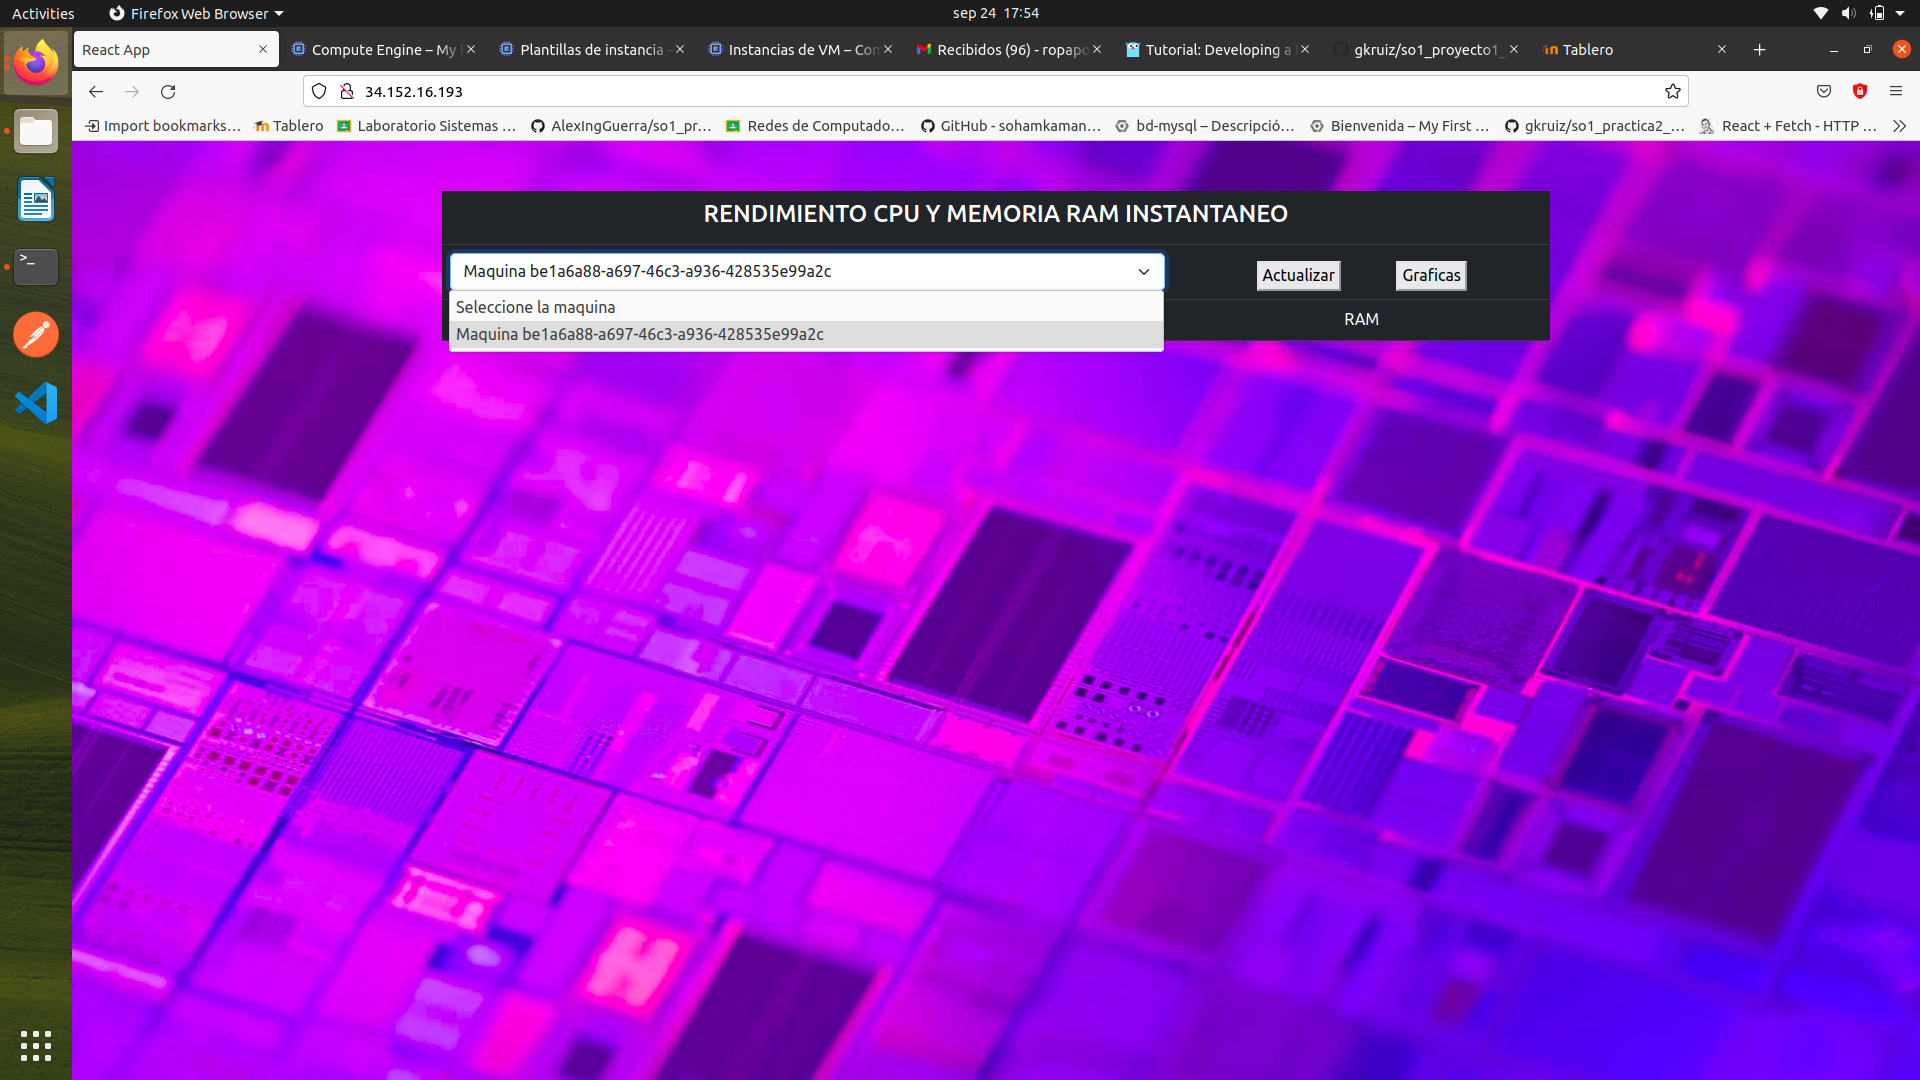 Activities
Firefox Web Browser
sep 24 17:54
React App
Compute Engine – My
Plantillas de instancia
Instancias de VM – Con
Recibidos (96) - ropapo
Tutorial: Developing a
gkruiz/so1_proyecto1_
Tablero
34.152.16.193
Import bookmarks...
Tablero
Laboratorio Sistemas ...
AlexIngGuerra/so1_pr...
Redes de Computado...
GitHub - sohamkaman...
bd-mysql – Descripció...
Bienvenida – My First ...
gkruiz/so1_practica2_...
React + Fetch - HTTP ...
RENDIMIENTO CPU Y MEMORIA RAM INSTANTANEO
Maquina be1a6a88-a697-46c3-a936-428535e99a2c
Actualizar
Graficas
Seleccione la maquina
Maquina be1a6a88-a697-46c3-a936-428535e99a2c
RAM